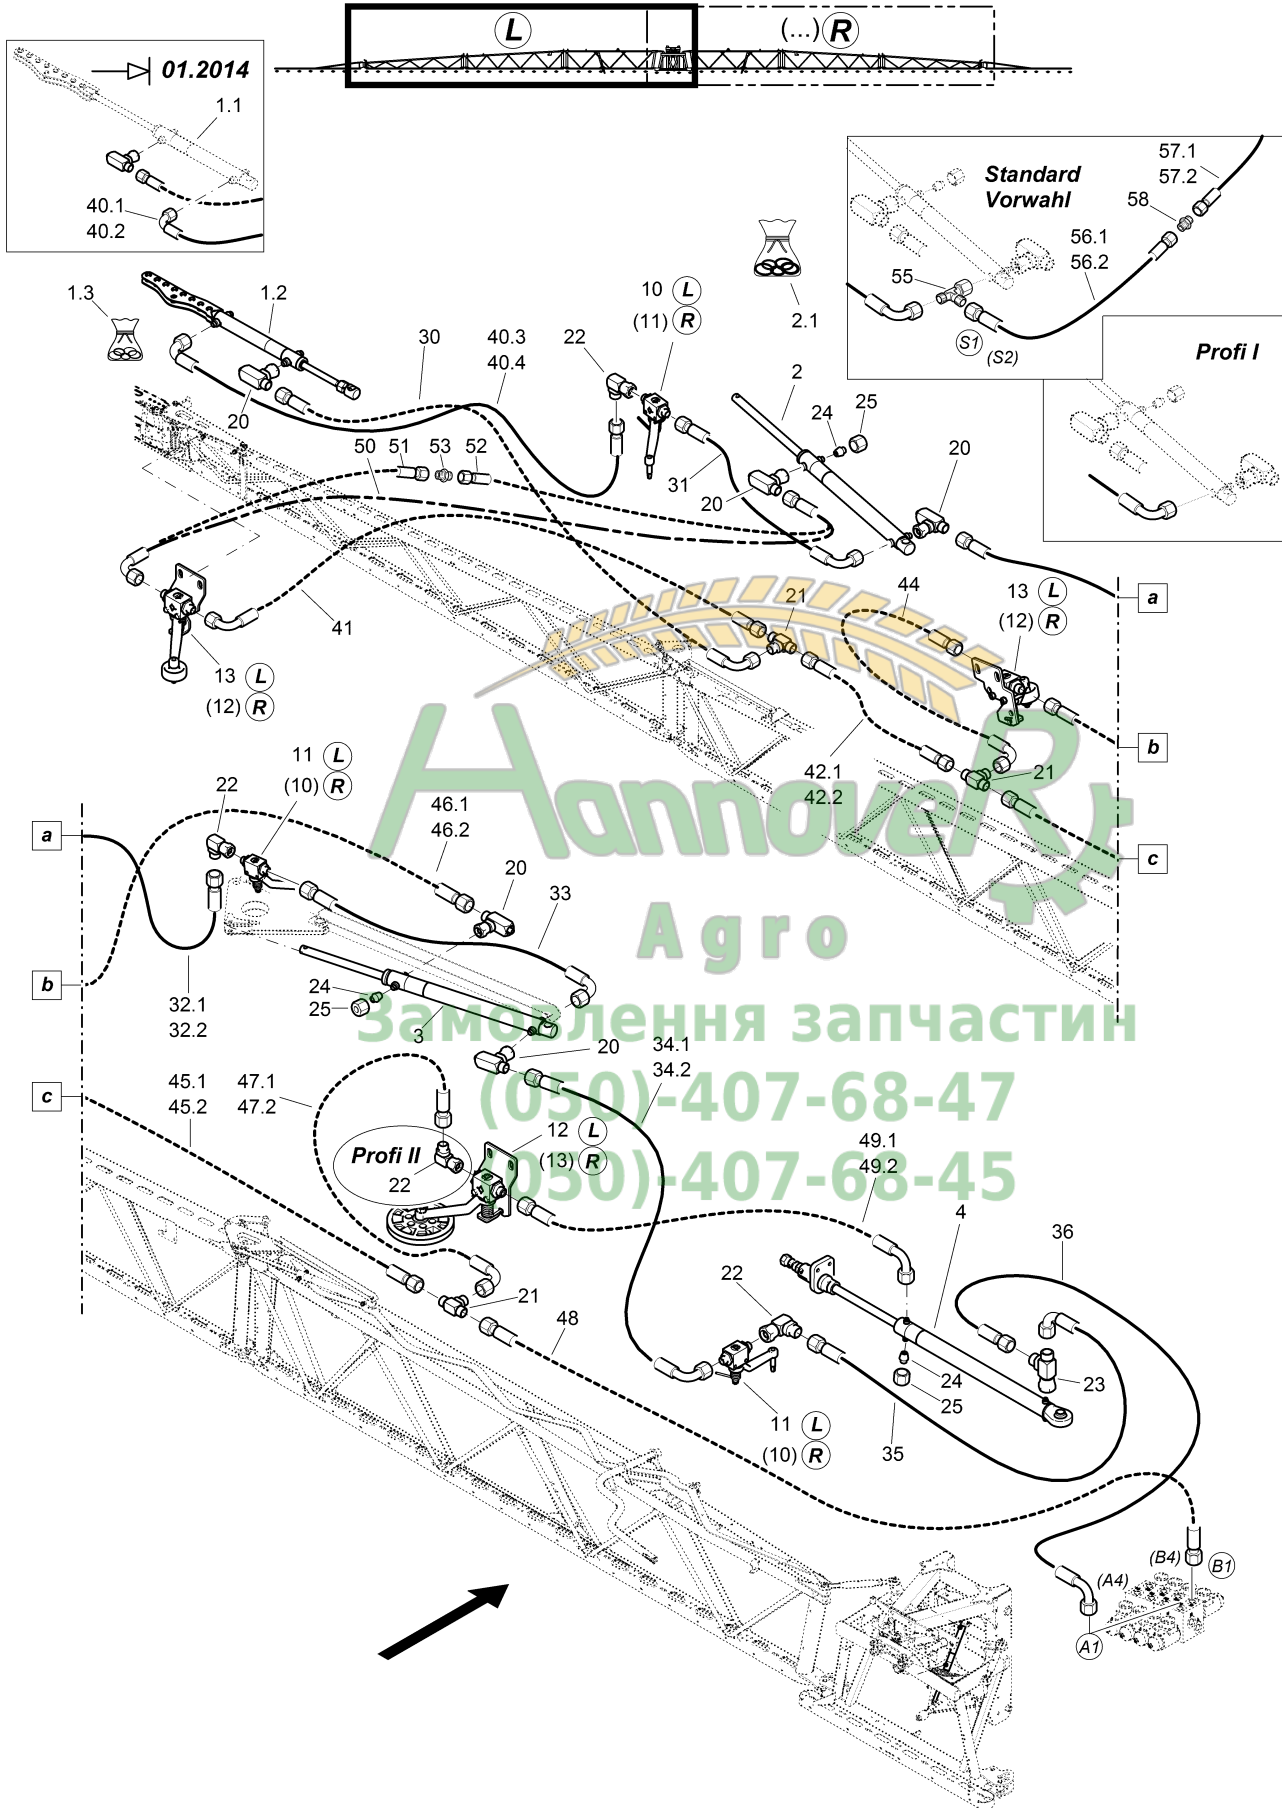 L
(...) R
01.2014
1.1
40.1
40.2
Standard
Vorwahl
57.1
57.2
58
56.1
56.2
55
S1
(S2)
Profi I
1.3
1.2
30
40.3
40.4
22
10 L
(11) R
2.1
2
24
25
20
20
50
51
53
52
31
20
a
41
13 L
(12) R
21
44
13 L
(12) R
b
42.1
42.2
21
c
HannoveR
Agro
Замовлення запчастин
(050)-407-68-47
(050)-407-68-45
a
22
11 L
(10) R
46.1
46.2
20
33
b
32.1
32.2
24
25
3
20
34.1
34.2
c
45.1
45.2
47.1
47.2
Profi II
22
12 L
(13) R
49.1
49.2
4
36
22
21
48
24
25
23
11 L
(10) R
35
(B4)
B1
(A4)
A1